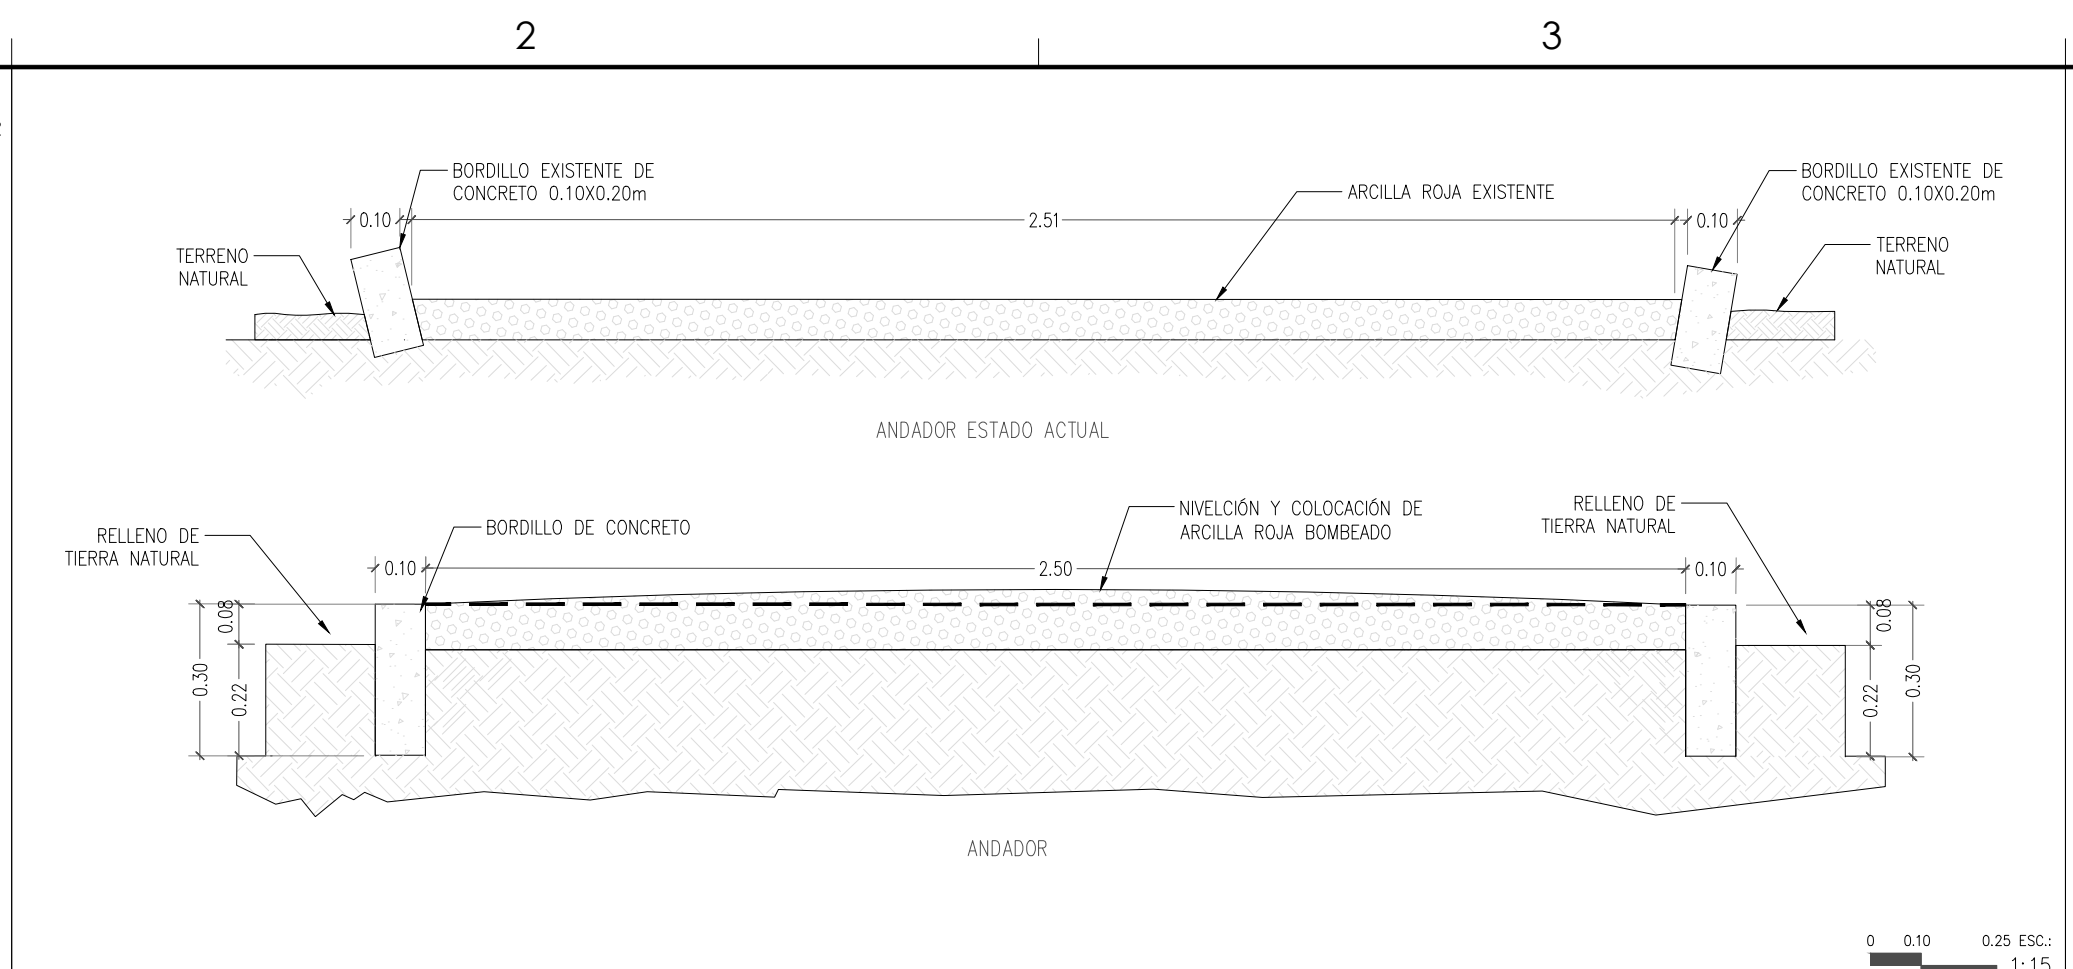 2
3
BORDILLO EXISTENTE DE
CONCRETO 0.10X0.20m
ARCILLA ROJA EXISTENTE
BORDILLO EXISTENTE DE
CONCRETO 0.10X0.20m
0.10
2.51
0.10
TERRENO
NATURAL
TERRENO
NATURAL
ANDADOR ESTADO ACTUAL
RELLENO DE
TIERRA NATURAL
BORDILLO DE CONCRETO
NIVELCIÓN Y COLOCACIÓN DE
ARCILLA ROJA BOMBEADO
RELLENO DE
TIERRA NATURAL
0.10
2.50
0.10
0.08
0.30
0.22
0.08
0.22
0.30
ANDADOR
0 0.10 0.25 ESC.:
1:15